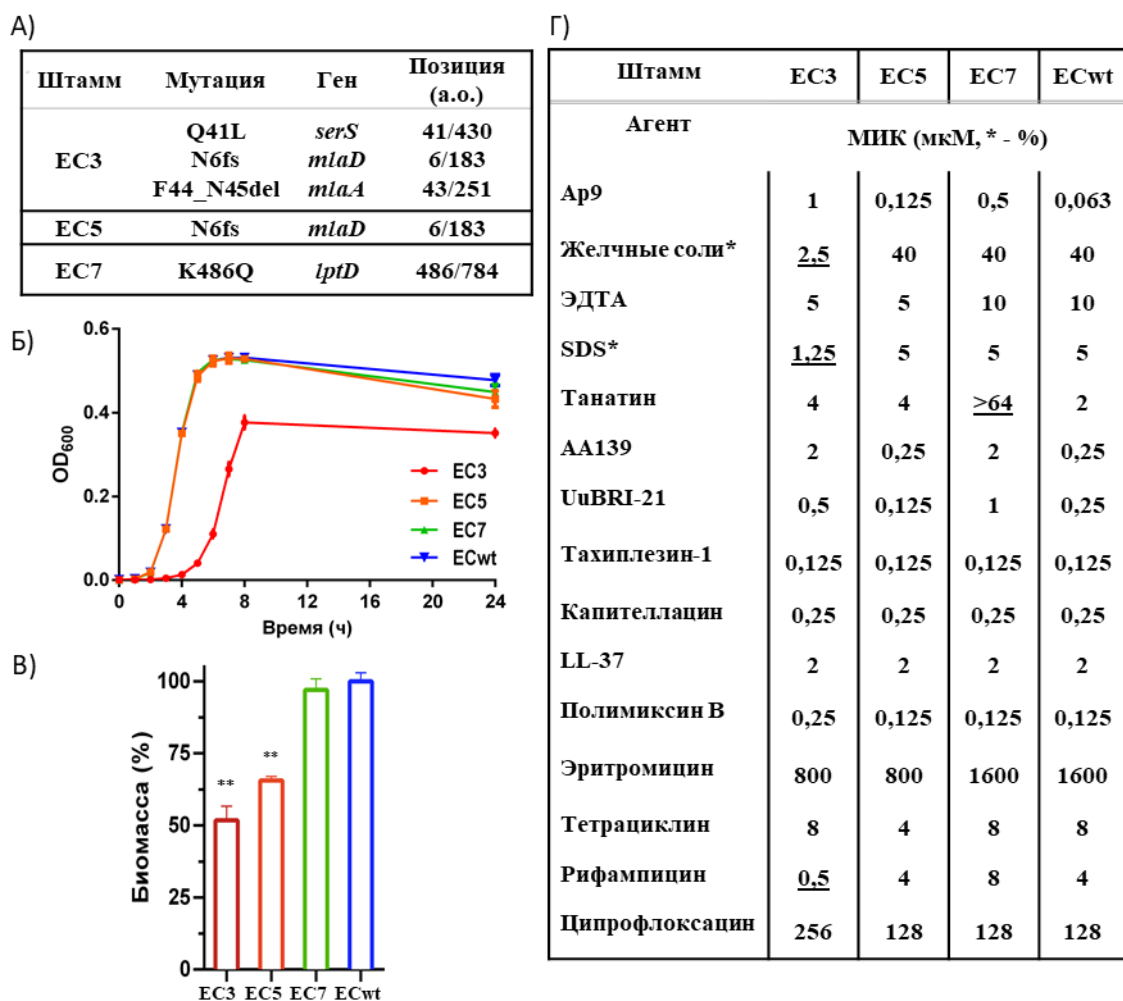 А)
Штамм Мутация Ген Позиция (а.о.)
EC3 Q41L serS 41/430
N6fs mlaD 6/183
F44_N45del mlaA 43/251
EC5 N6fs mlaD 6/183
EC7 K486Q lptD 486/784
Б)
0.6
0.4
0.2
0.0
OD600
EC3
EC5
EC7
ECwt
0 4 8 12 16 20 24
Время (ч)
В)
100
75
50
25
0
Биомасса (%)
** **
EC3 EC5 EC7 ECwt
Г)
Штамм EC3 EC5 EC7 ECwt
Агент МИК (мкМ, * - %)
Ap9 1 0,125 0,5 0,063
Желчные соли* 2,5 40 40 40
ЭДТА 5 5 10 10
SDS* 1,25 5 5 5
Танатин 4 4 >64 2
AA139 2 0,25 2 0,25
UuBRI-21 0,5 0,125 1 0,25
Тахиплезин-1 0,125 0,125 0,125 0,125
Капителлацин 0,25 0,25 0,25 0,25
LL-37 2 2 2 2
Полимиксин В 0,25 0,125 0,125 0,125
Эритромицин 800 800 1600 1600
Тетрациклин 8 4 8 8
Рифампицин 0,5 4 8 4
Ципрофлоксацин 256 128 128 128